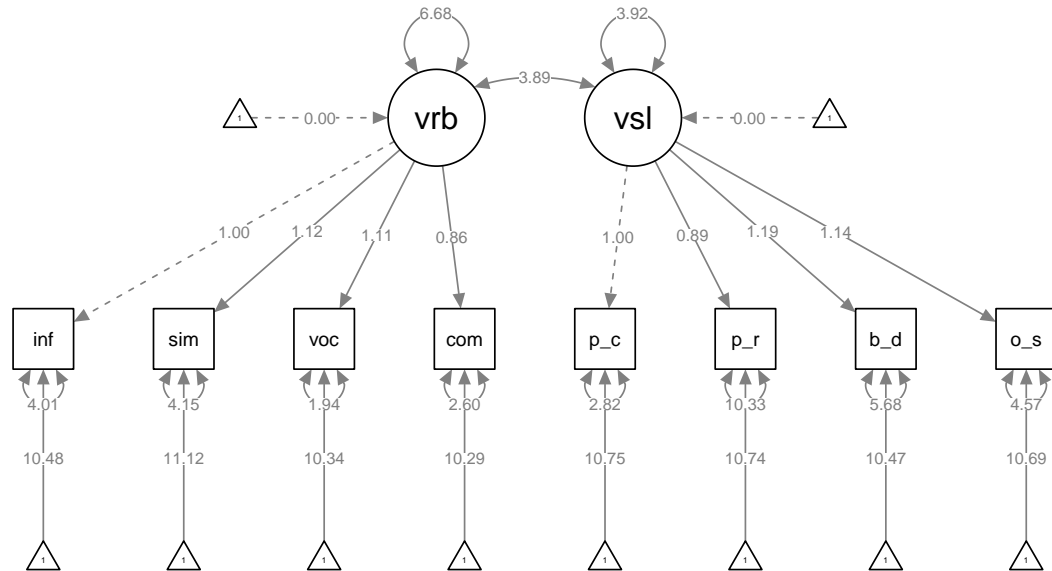 6.68 3.92
3.89
1 0.00 vrb vsl 0.00 1
1.00 1.12 1.11 0.86 1.00 0.89 1.19 1.14
inf sim voc com p_c p_r b_d o_s
4.01 4.15 1.94 2.60 2.82 10.33 5.68 4.57
10.48 11.12 10.34 10.29 10.75 10.74 10.47 10.69
1 1 1 1 1 1 1 1